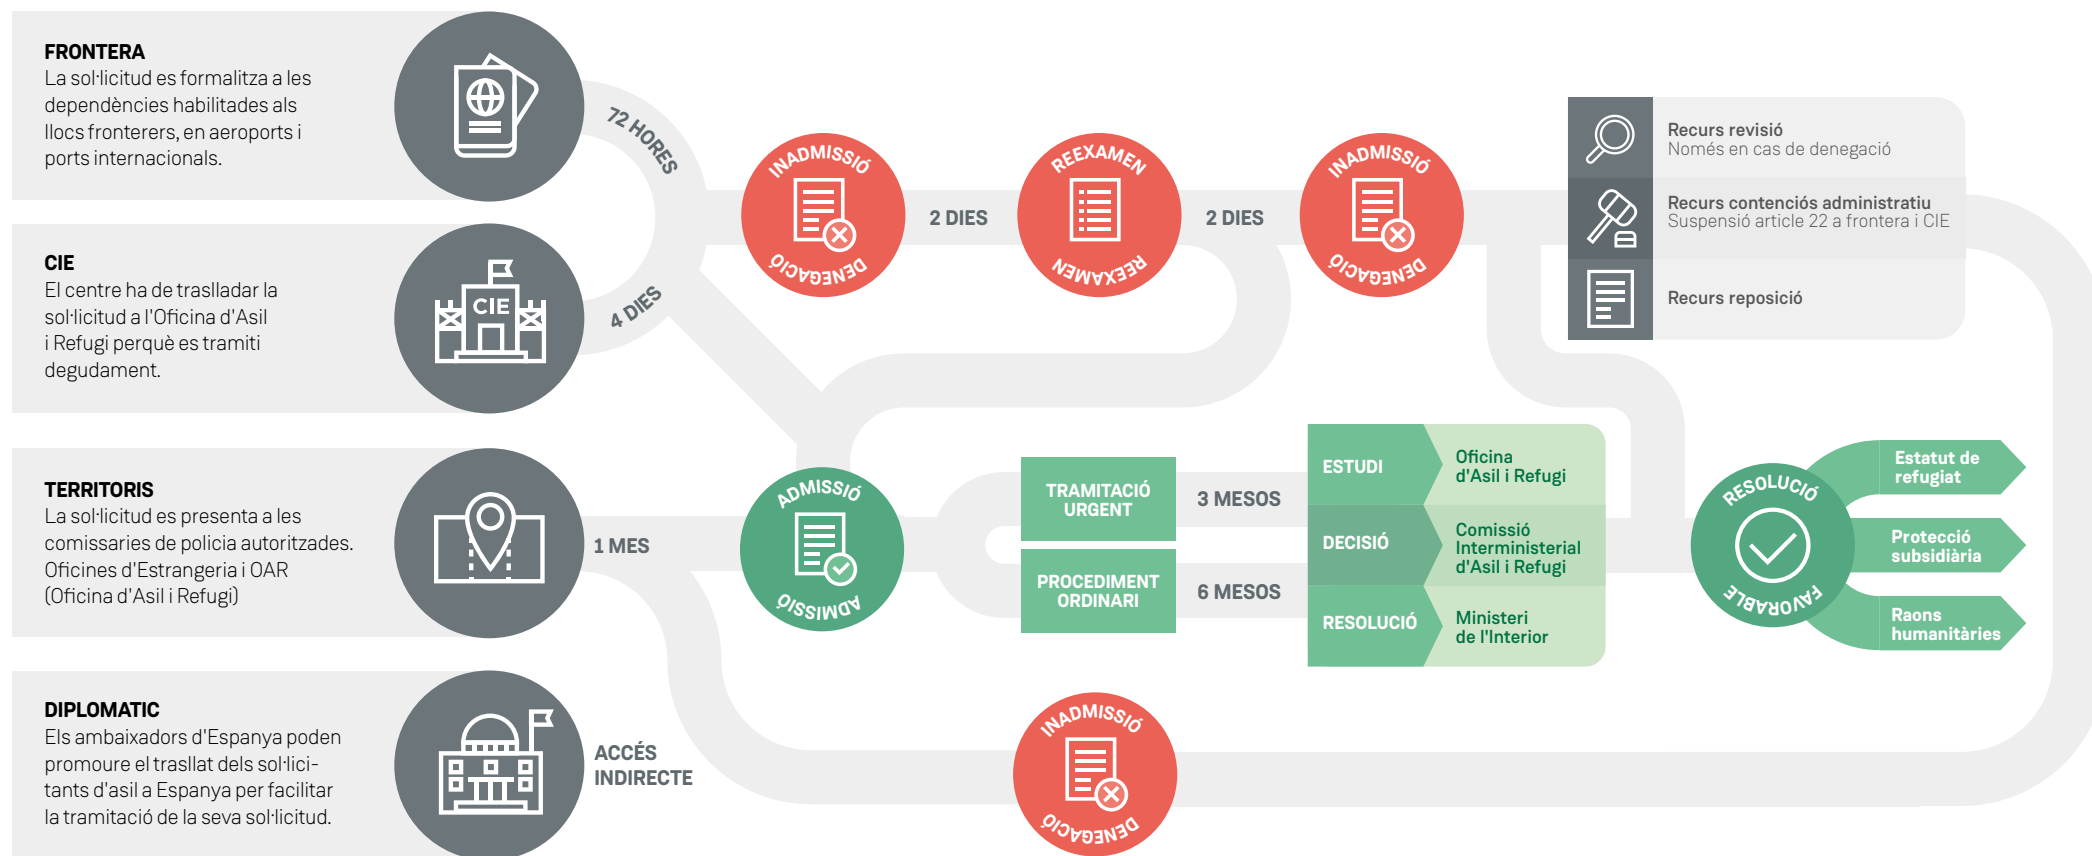 FRONTERA
La sol·licitud es formalitza a les
dependències habilitades als
llocs fronterers, en aeroports i
ports internacionals.
72 HORES
CIE
El centre ha de traslladar la
sol·licitud a l'Oficina d'Asil
i Refugi perquè es tramiti
degudament.
CIE
4 DIES
TERRITORIS
La sol·licitud es presenta a les
comissaries de policia autoritzades.
Oficines d'Estrangeria i OAR
(Oficina d'Asil i Refugi)
1 MES
DIPLOMATIC
Els ambaixadors d'Espanya poden
promoure el trasllat dels sol·lici-
tants d'asil a Espanya per facilitar
la tramitació de la seva sol·licitud.
ACCÉS
INDIRECTE
INADMISSIÓ
DENEGACIÓ
2 DIES
REEXAMEN
REEXAMEN
2 DIES
INADMISSIÓ
DENEGACIÓ
Recurs revisió
Només en cas de denegació
Recurs contenciós administratiu
Suspensió article 22 a frontera i CIE
Recurs reposició
ADMISSIÓ
ADMISSIÓ
TRAMITACIÓ
URGENT
3 MESOS
PROCEDIMENT
ORDINARI
6 MESOS
ESTUDI
Oficina
d'Asil i Refugi
DECISIÓ
Comissió
Interministerial
d'Asil i Refugi
RESOLUCIÓ
Ministeri
de l'Interior
RESOLUCIÓ
FAVORABLE
Estatut de
refugiat
Protecció
subsidiària
Raons
humanitàries
INADMISSIÓ
DENEGACIÓ